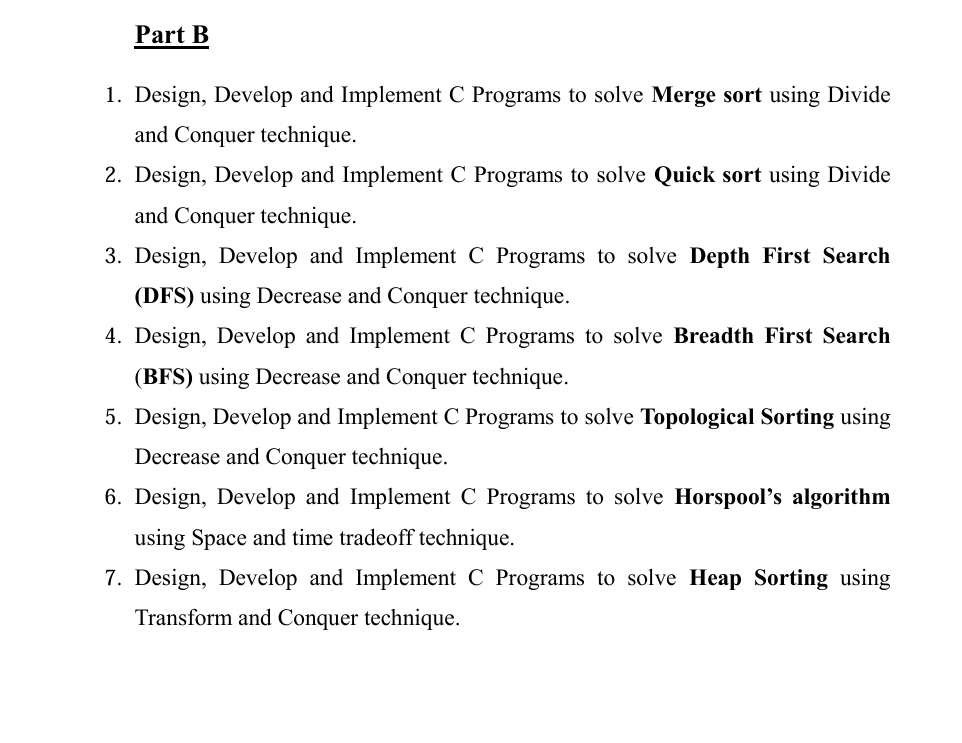 Part B
1. Design, Develop and Implement C Programs to solve Merge sort using Divide
and Conquer technique.
2. Design, Develop and Implement C Programs to solve Quick sort using Divide
and Conquer technique.
3. Design, Develop and Implement C Programs to solve Depth First Search
(DFS) using Decrease and Conquer technique.
4. Design, Develop and Implement C Programs to solve Breadth First Search
(BFS) using Decrease and Conquer technique.
5. Design, Develop and Implement C Programs to solve Topological Sorting using
Decrease and Conquer technique.
6. Design, Develop and Implement C Programs to solve Horspool’s algorithm
using Space and time tradeoff technique.
7. Design, Develop and Implement C Programs to solve Heap Sorting using
Transform and Conquer technique.